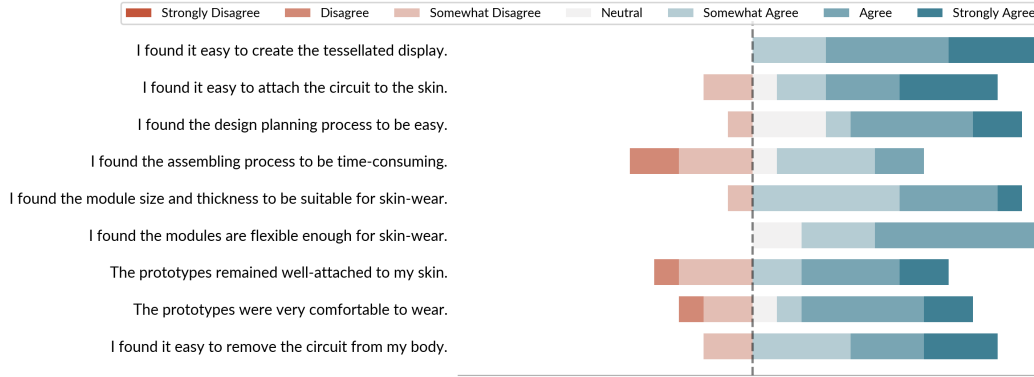 Strongly Disagree Disagree Somewhat Disagree Neutral Somewhat Agree Agree Strongly Agree
I found it easy to create the tessellated display.
I found it easy to attach the circuit to the skin.
I found the design planning process to be easy.
I found the assembling process to be time-consuming.
I found the module size and thickness to be suitable for skin-wear.
I found the modules are flexible enough for skin-wear.
The prototypes remained well-attached to my skin.
The prototypes were very comfortable to wear.
I found it easy to remove the circuit from my body.